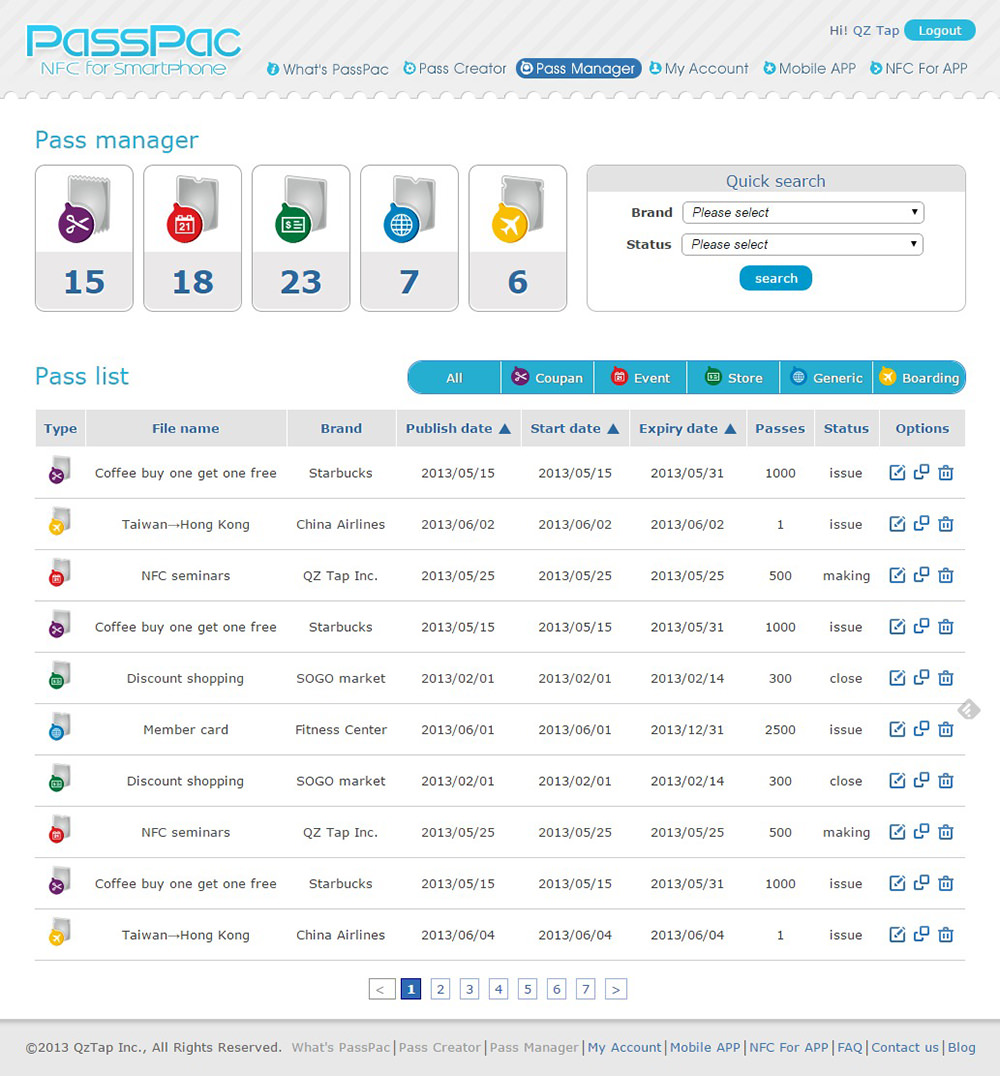 PassPac
NFC for Smartphone
Hi! QZ Tap Logout
What's PassPac Pass Creator Pass Manager My Account Mobile APP NFC For APP
Pass manager
21
15 18 23 7 6
Quick search
Brand Please select
Status Please select
search
Pass list
All Coupan Event Store Generic Boarding
Type File name Brand Publish date ▲ Start date ▲ Expiry date ▲ Passes Status Options
Coffee buy one get one free Starbucks 2013/05/15 2013/05/15 2013/05/31 1000 issue
Taiwan→Hong Kong China Airlines 2013/06/02 2013/06/02 2013/06/02 1 issue
NFC seminars QZ Tap Inc. 2013/05/25 2013/05/25 2013/05/25 500 making
Coffee buy one get one free Starbucks 2013/05/15 2013/05/15 2013/05/31 1000 issue
Discount shopping SOGO market 2013/02/01 2013/02/01 2013/02/14 300 close
Member card Fitness Center 2013/06/01 2013/06/01 2013/12/31 2500 issue
Discount shopping SOGO market 2013/02/01 2013/02/01 2013/02/14 300 close
NFC seminars QZ Tap Inc. 2013/05/25 2013/05/25 2013/05/25 500 making
Coffee buy one get one free Starbucks 2013/05/15 2013/05/15 2013/05/31 1000 issue
Taiwan→Hong Kong China Airlines 2013/06/04 2013/06/04 2013/06/04 1 issue
< 1 2 3 4 5 6 7 >
©2013 QzTap Inc., All Rights Reserved. What's PassPac|Pass Creator|Pass Manager|My Account|Mobile APP|NFC For APP|FAQ|Contact us|Blog